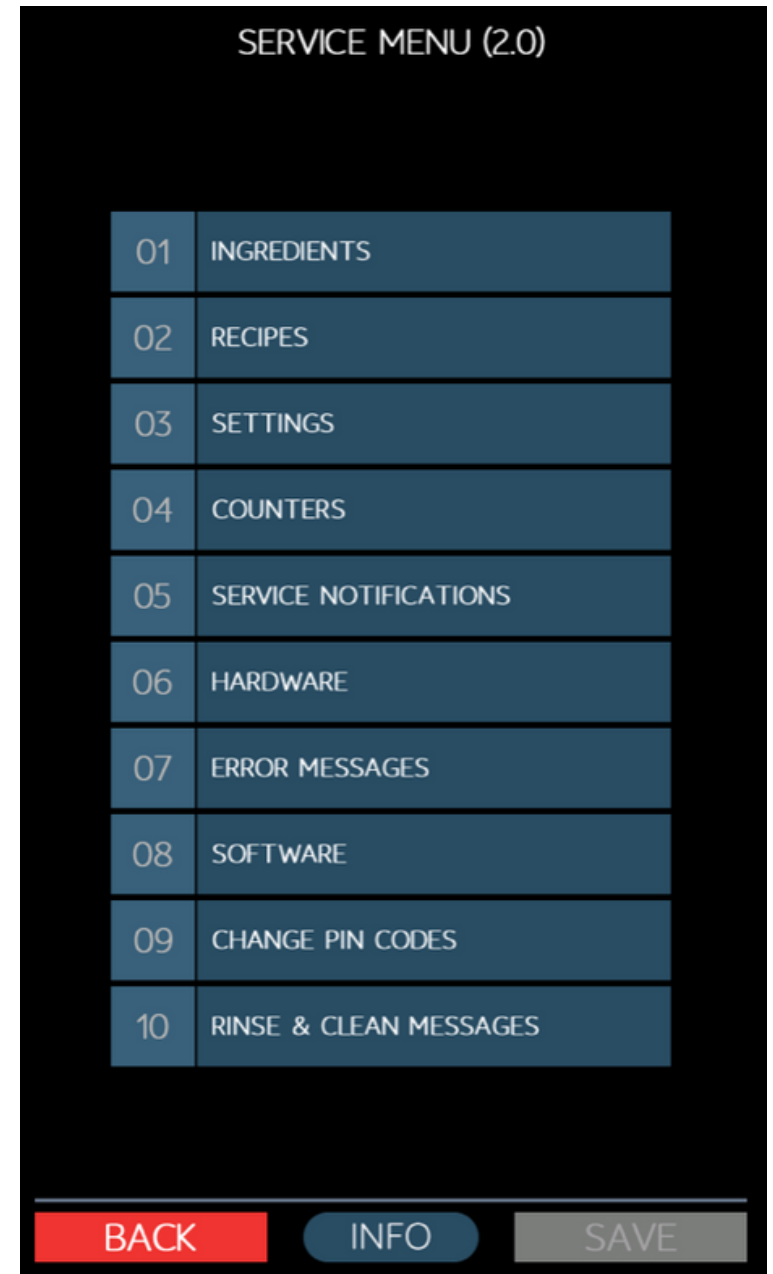 SERVICE MENU (2.0)
01 INGREDIENTS
02 RECIPES
03 SETTINGS
04 COUNTERS
05 SERVICE NOTIFICATIONS
06 HARDWARE
07 ERROR MESSAGES
08 SOFTWARE
09 CHANGE PIN CODES
10 RINSE & CLEAN MESSAGES
BACK INFO SAVE